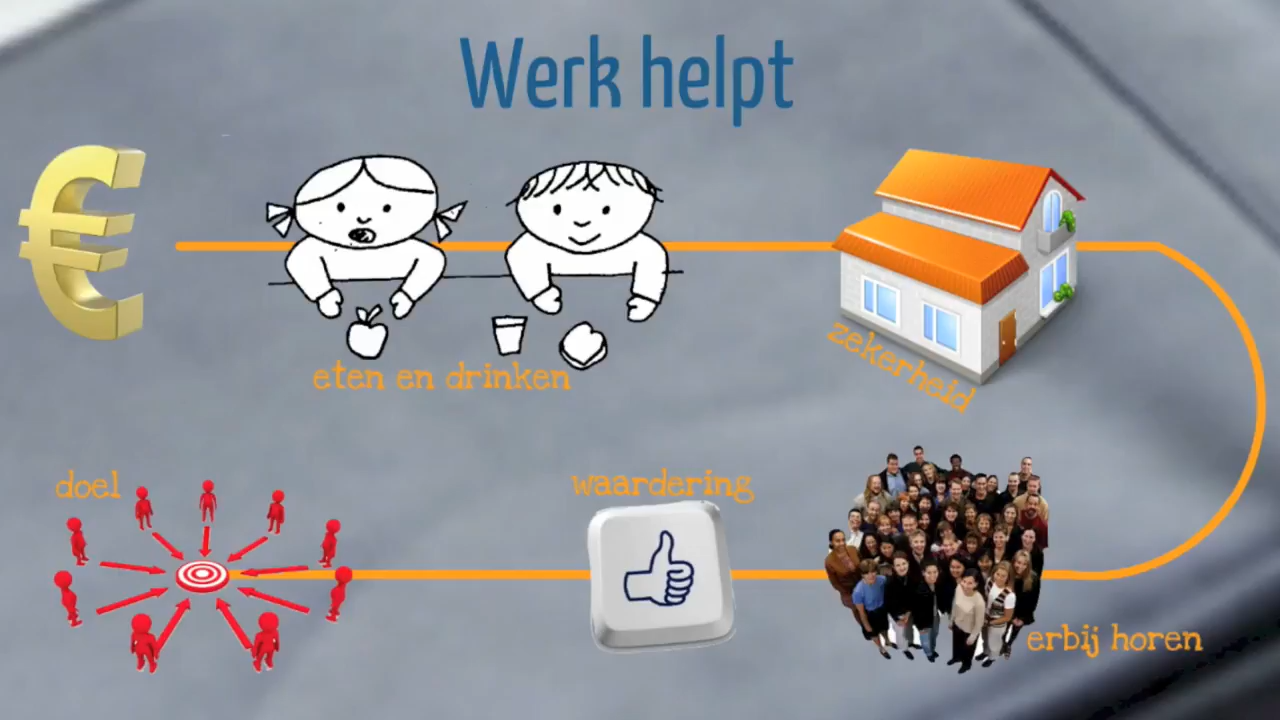 Werk helpt
eten en drinken
zekerheid
doel
waardering
erbij horen